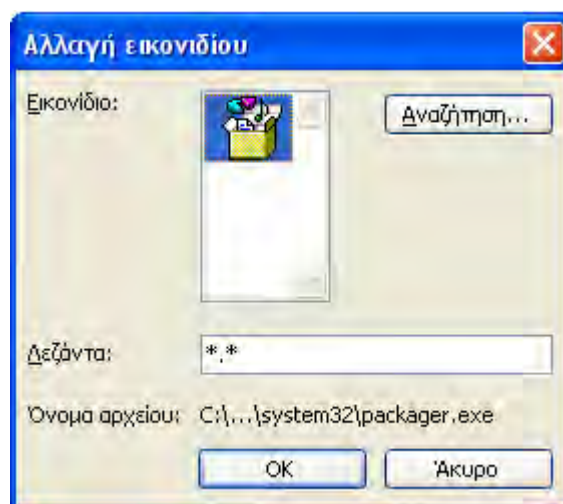 Αλλαγή εικονιδίου
Εικονίδιο:
Αναζήτηση...
Λεζάντα:
*.*
Όνομα αρχείου: C:\...\system32\packager.exe
OK
Άκυρο